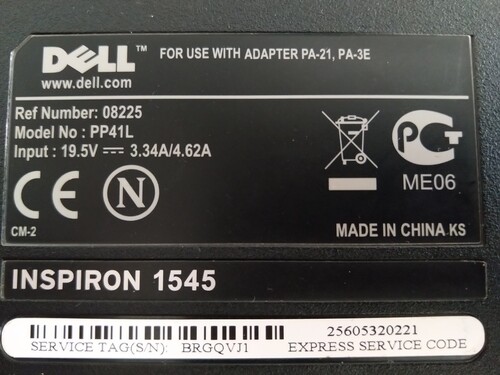 DELL™ FOR USE WITH ADAPTER PA-21, PA-3E
www.dell.com
Ref Number: 08225
Model No : PP41L
Input : 19.5V⎓ 3.34A/4.62A
CE N PCT
ME06
CM-2 MADE IN CHINA KS
INSPIRON 1545
25605320221
SERVICE TAG(S/N): BRGQVJ1 EXPRESS SERVICE CODE